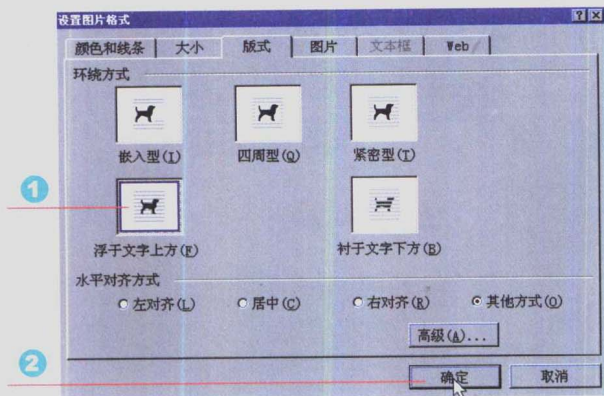 设置图片格式
颜色和线条 大小 版式 图片 文本框 Web
环绕方式
嵌入型(I) 四周型(Q) 紧密型(T)
1
浮于文字上方(F) 衬于文字下方(B)
水平对齐方式
左对齐(L) 居中(C) 右对齐(R) 其他方式(O)
高级(A)...
2
确定 取消